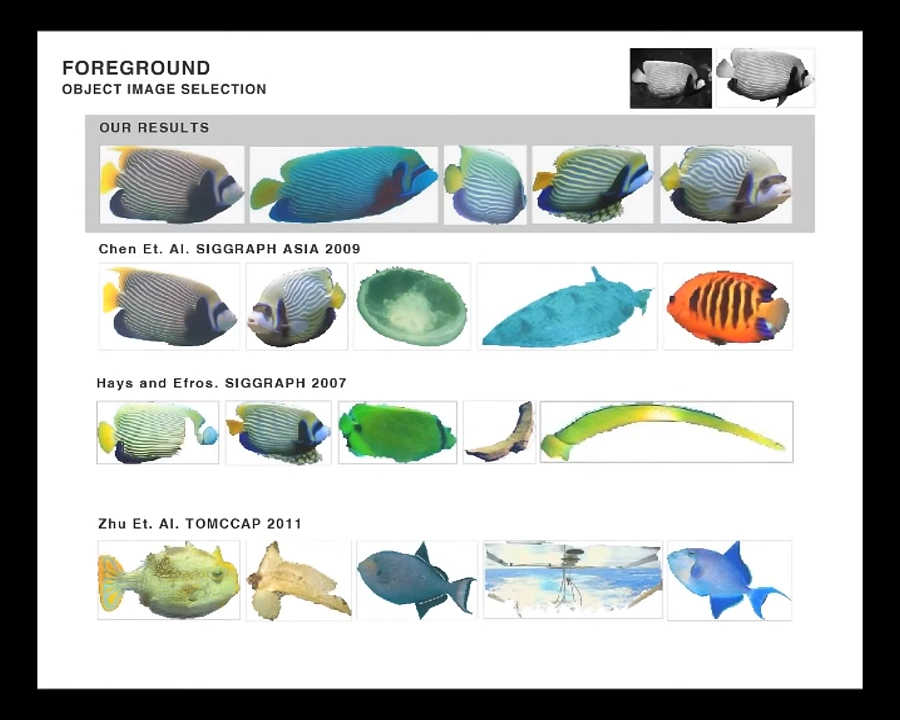 FOREGROUND
OBJECT IMAGE SELECTION
OUR RESULTS
Chen Et. Al. SIGGRAPH ASIA 2009
Hays and Efros. SIGGRAPH 2007
Zhu Et. Al. TOMCCAP 2011